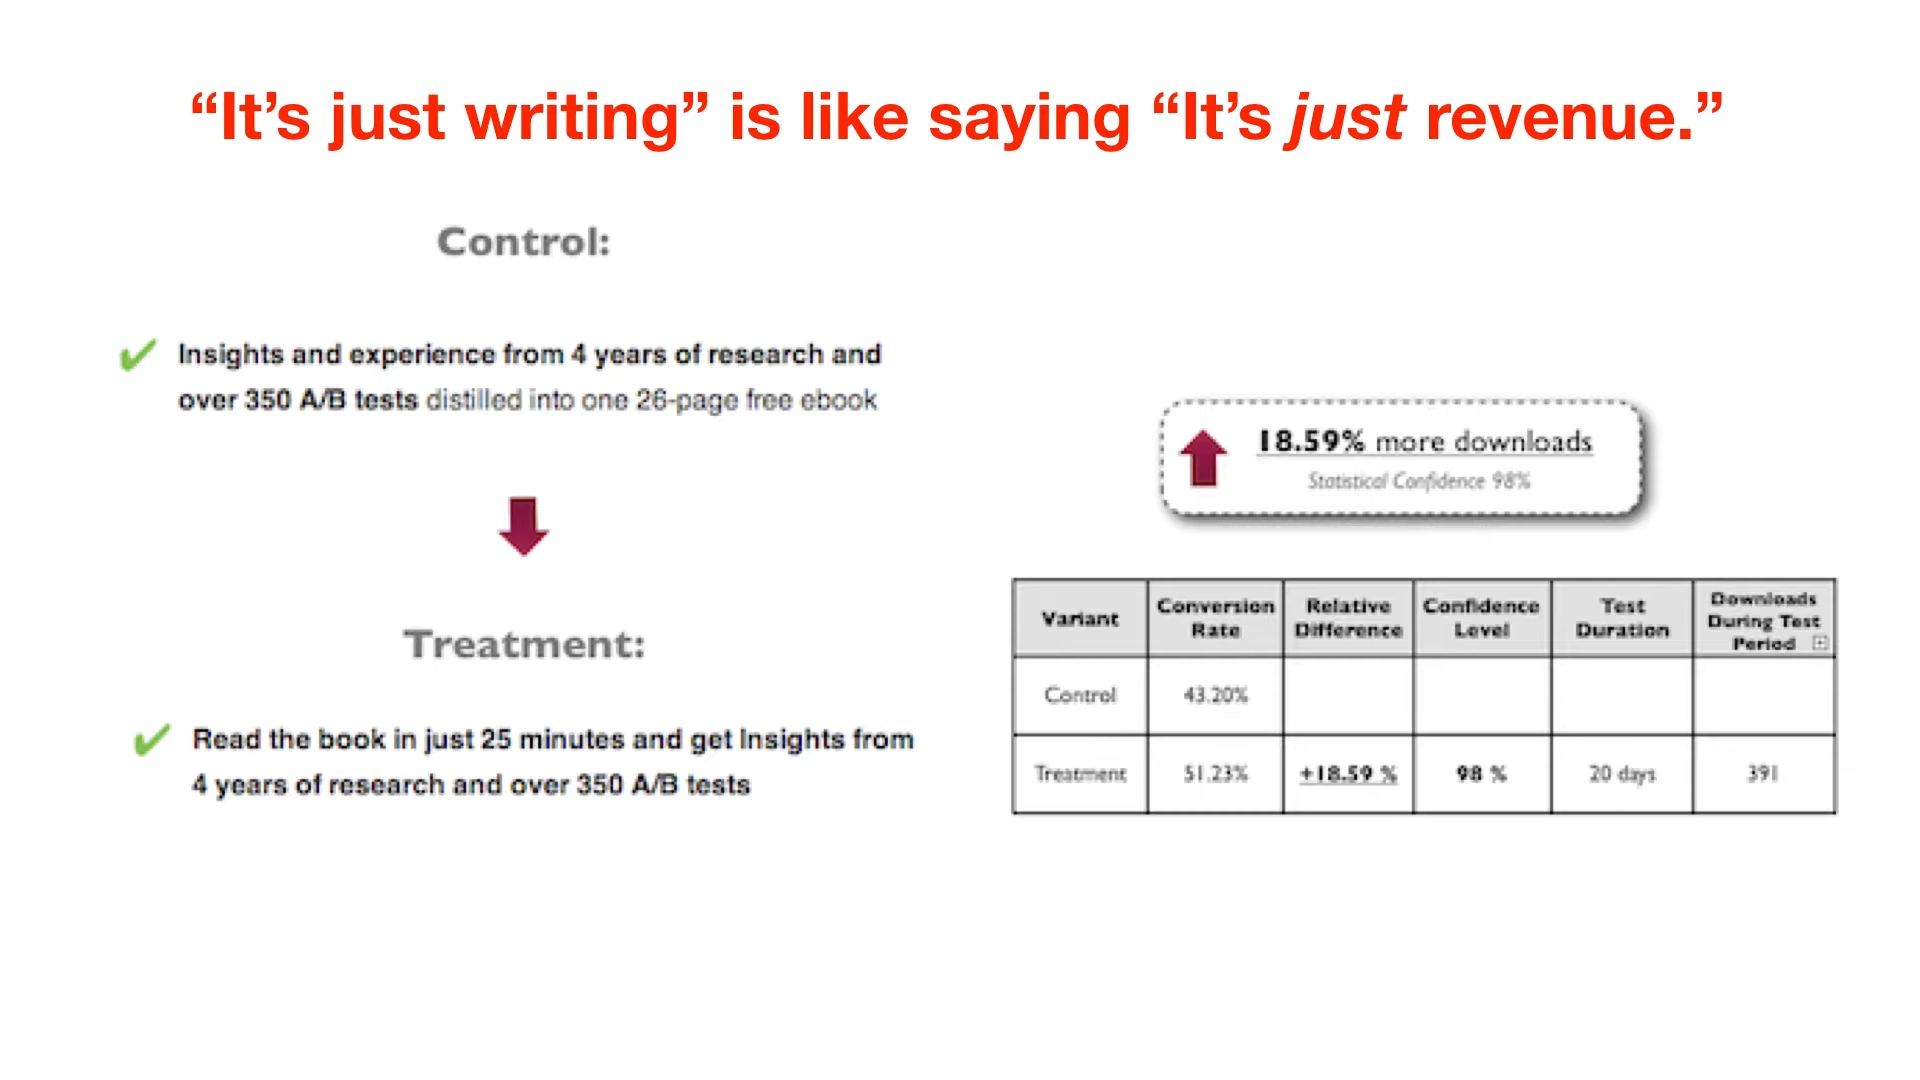 “It’s just writing” is like saying “It’s just revenue.”
Control:
Insights and experience from 4 years of research and
over 350 A/B tests distilled into one 26-page free ebook
Treatment:
Read the book in just 25 minutes and get Insights from
4 years of research and over 350 A/B tests
18.59% more downloads
Statistical Confidence 98%
Variant Conversion Rate Relative Difference Confidence Level Test Duration Downloads During Test Period
Control 43.20%
Treatment 51.23% +18.59 % 98 % 20 days 391